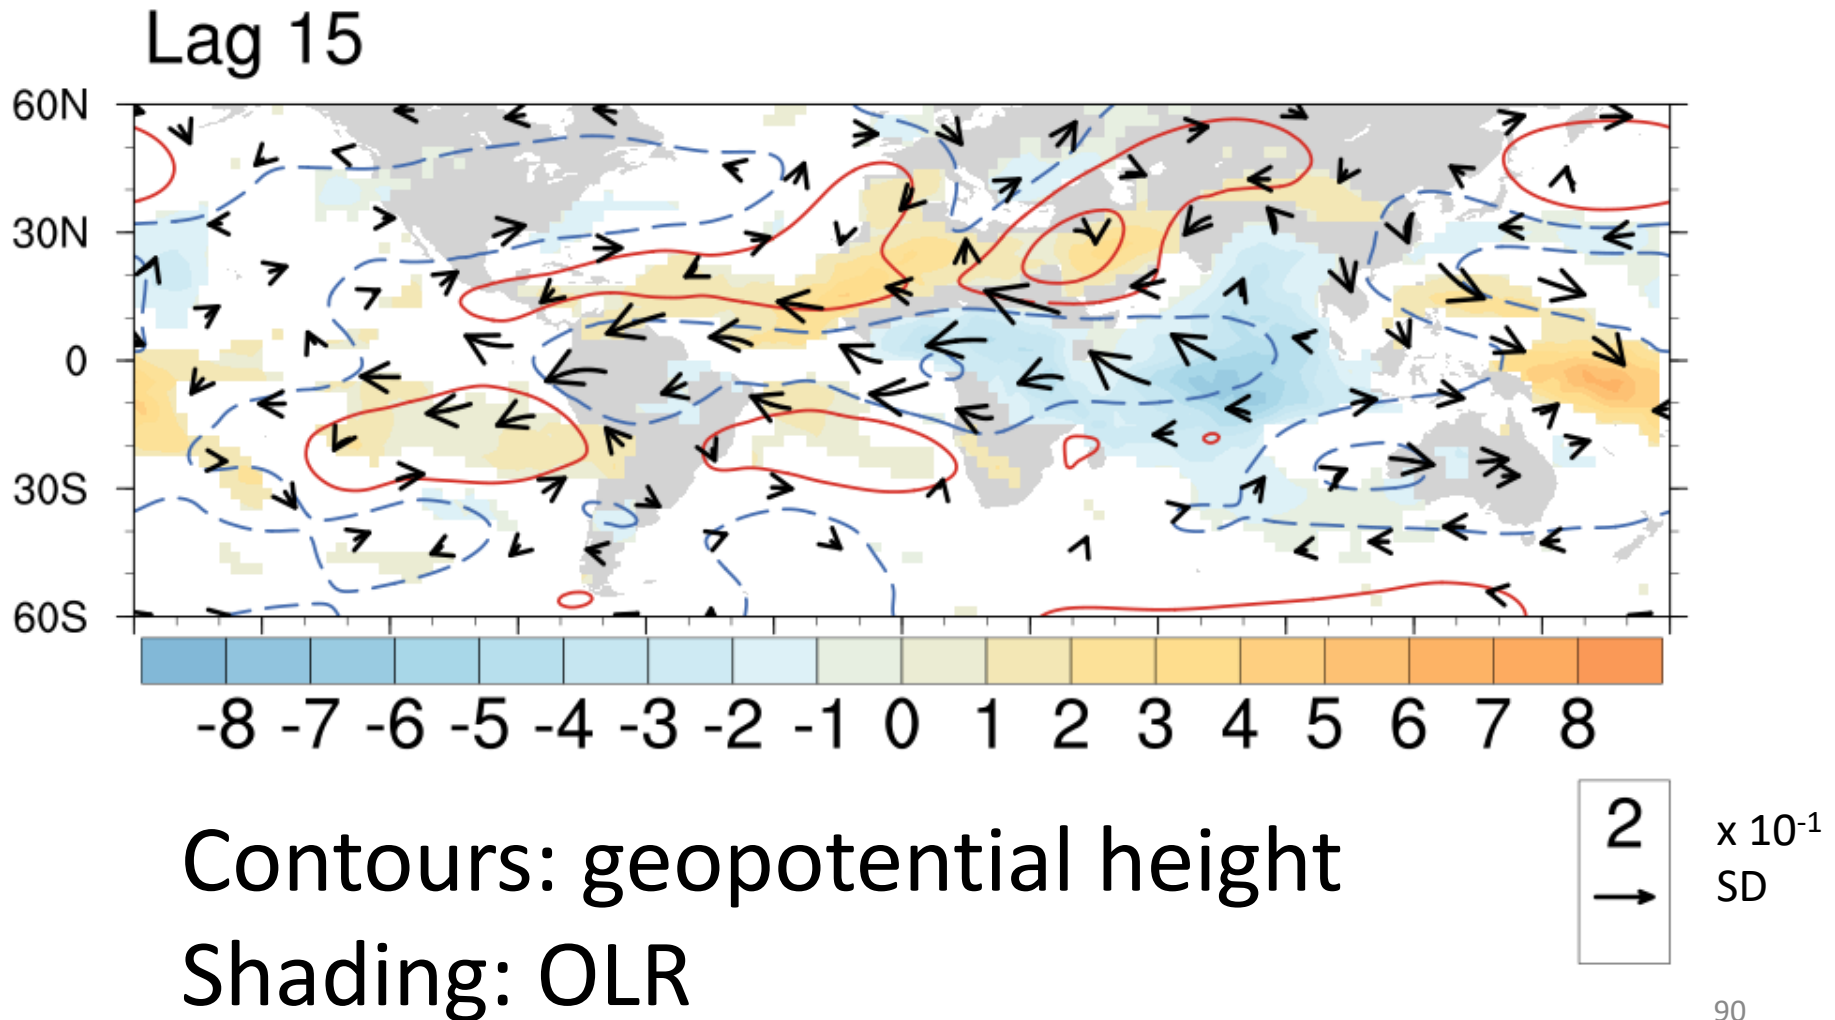 Lag 15
60N
30N
0
30S
60S
-8 -7 -6 -5 -4 -3 -2 -1 0 1 2 3 4 5 6 7 8
2
x 10-1
SD
Contours: geopotential height
Shading: OLR
90